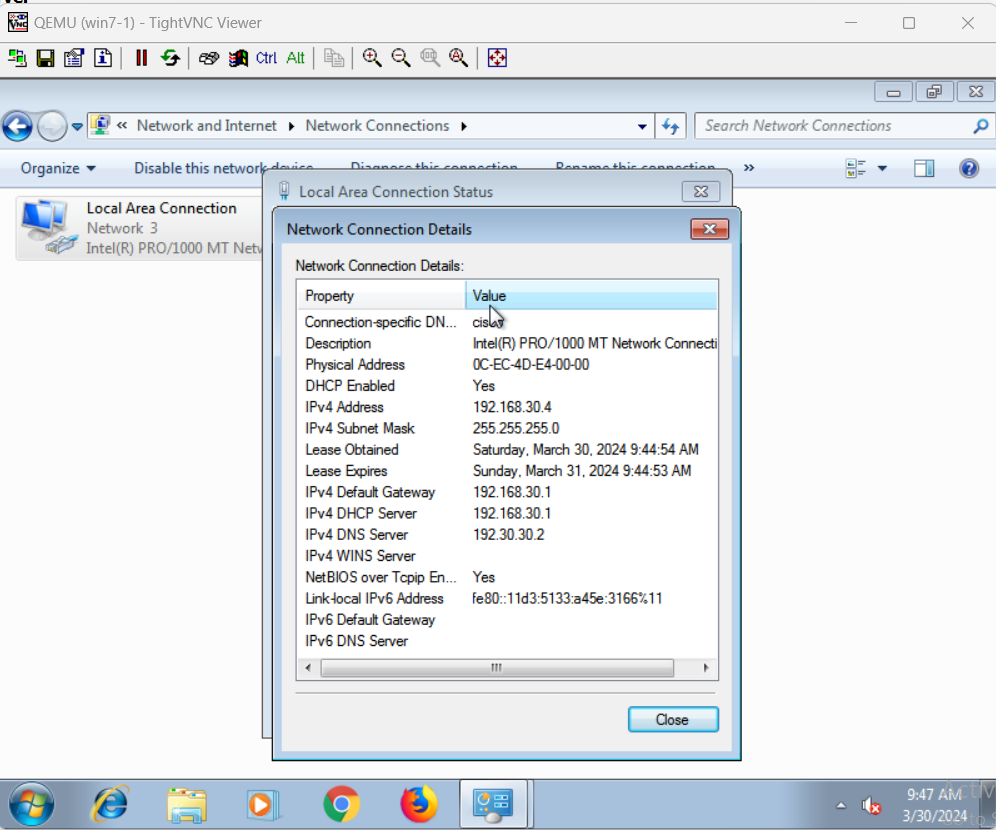 QEMU (win7-1) - TightVNC Viewer
Ctrl Alt
« Network and Internet ▸ Network Connections ▸
Search Network Connections
Organize ▾ Disable this network device Diagnose this connection Rename this connection »
Local Area Connection
Network 3
Intel(R) PRO/1000 MT Netw
Local Area Connection Status
Network Connection Details
Network Connection Details:
Property Value
Connection-specific DN... cisco
Description Intel(R) PRO/1000 MT Network Connecti
Physical Address 0C-EC-4D-E4-00-00
DHCP Enabled Yes
IPv4 Address 192.168.30.4
IPv4 Subnet Mask 255.255.255.0
Lease Obtained Saturday, March 30, 2024 9:44:54 AM
Lease Expires Sunday, March 31, 2024 9:44:53 AM
IPv4 Default Gateway 192.168.30.1
IPv4 DHCP Server 192.168.30.1
IPv4 DNS Server 192.30.30.2
IPv4 WINS Server
NetBIOS over Tcpip En... Yes
Link-local IPv6 Address fe80::11d3:5133:a45e:3166%11
IPv6 Default Gateway
IPv6 DNS Server
Close
9:47 AM
3/30/2024